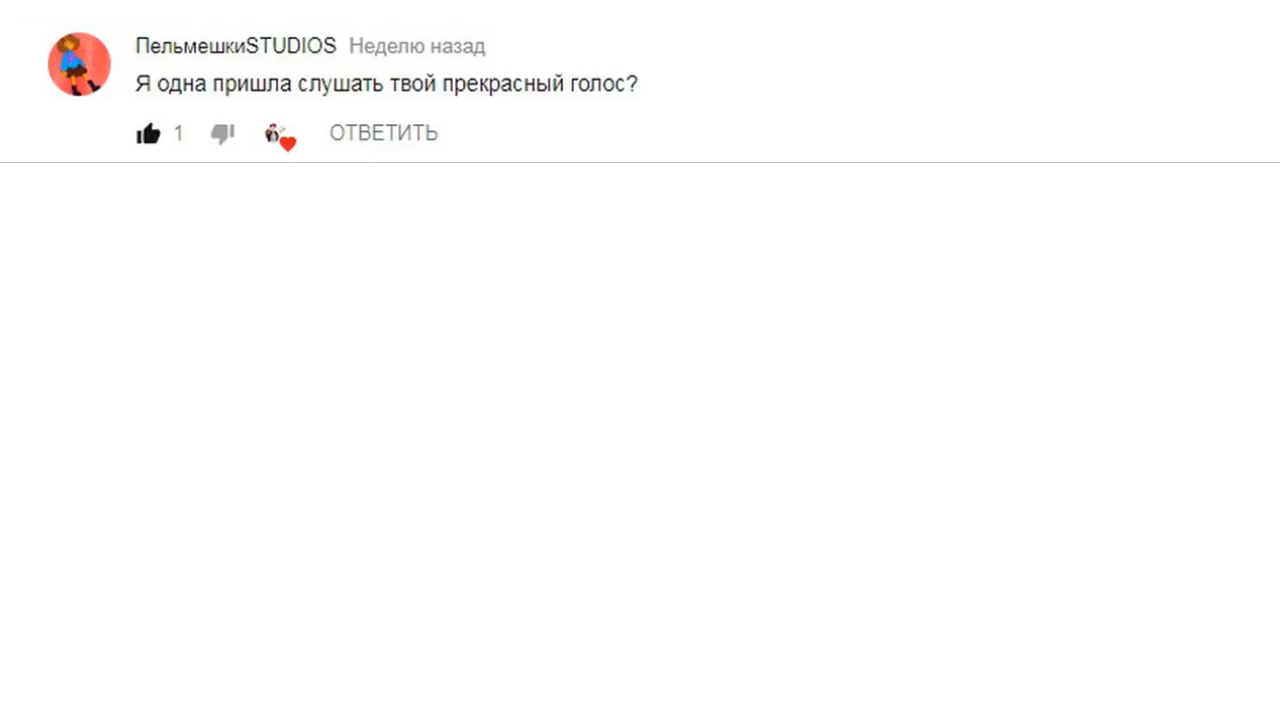 ПельмешкиSTUDIOS Неделю назад
Я одна пришла слушать твой прекрасный голос?
1 ОТВЕТИТЬ